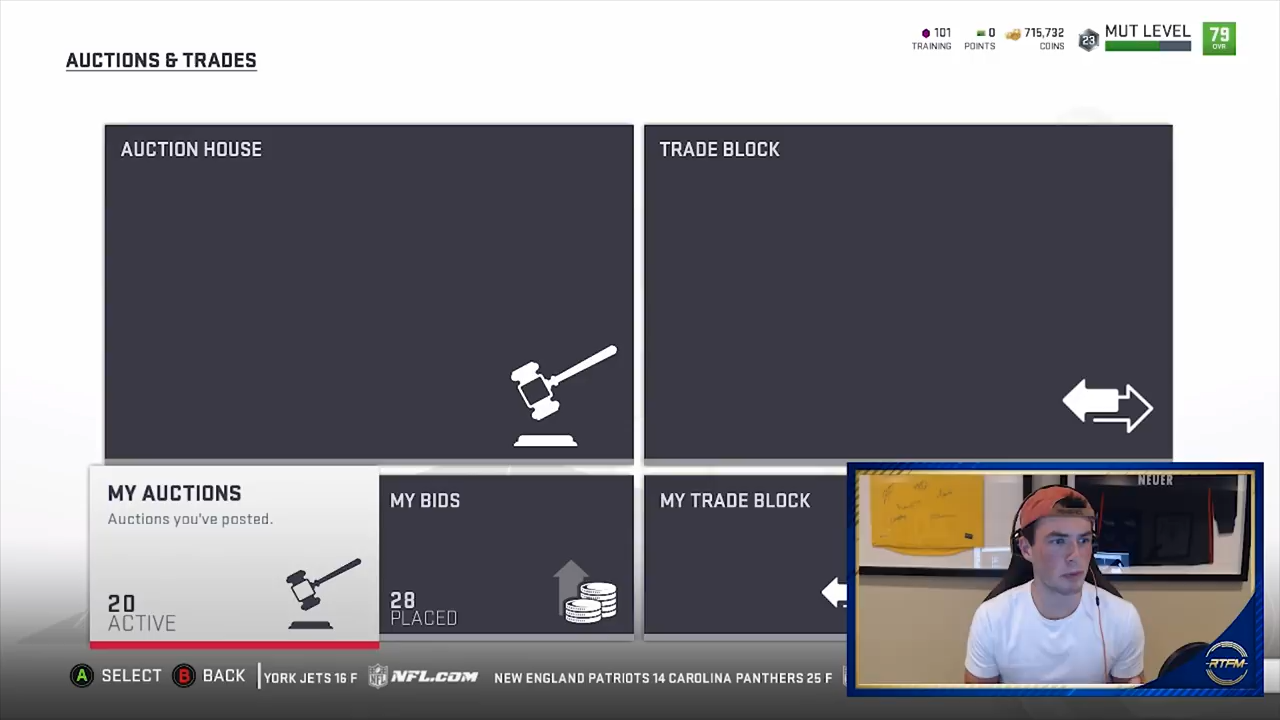 AUCTIONS & TRADES
101
TRAINING
0
POINTS
715,732
COINS
23
MUT LEVEL
79
OVR
AUCTION HOUSE
TRADE BLOCK
MY AUCTIONS
Auctions you've posted.
20
ACTIVE
MY BIDS
28
PLACED
MY TRADE BLOCK
NEUER
RTFM
A SELECT B BACK YORK JETS 16 F NFL NFL.COM NEW ENGLAND PATRIOTS 14 CAROLINA PANTHERS 25 F